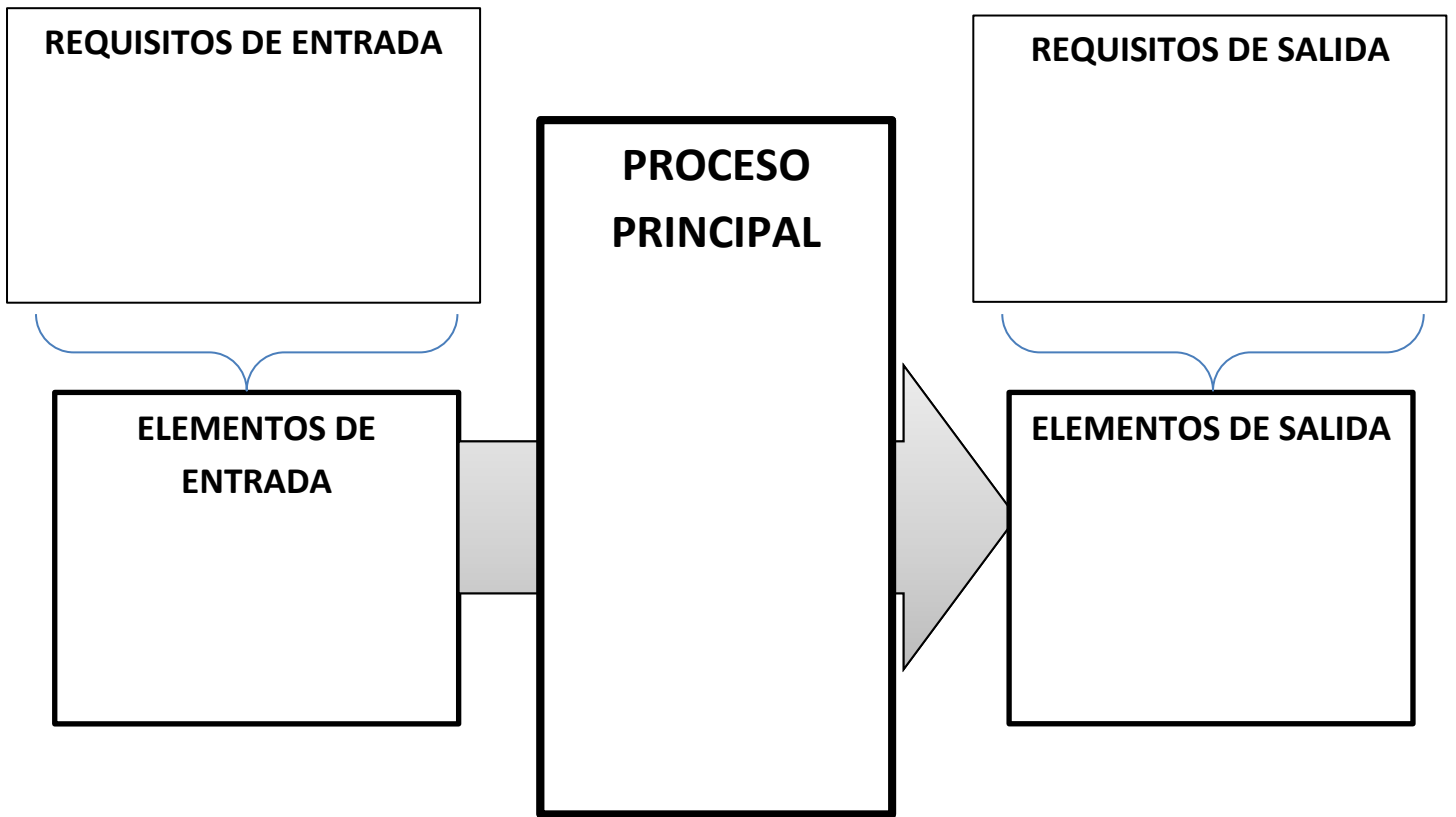 REQUISITOS DE ENTRADA
REQUISITOS DE SALIDA
PROCESO
PRINCIPAL
ELEMENTOS DE
ENTRADA
ELEMENTOS DE SALIDA